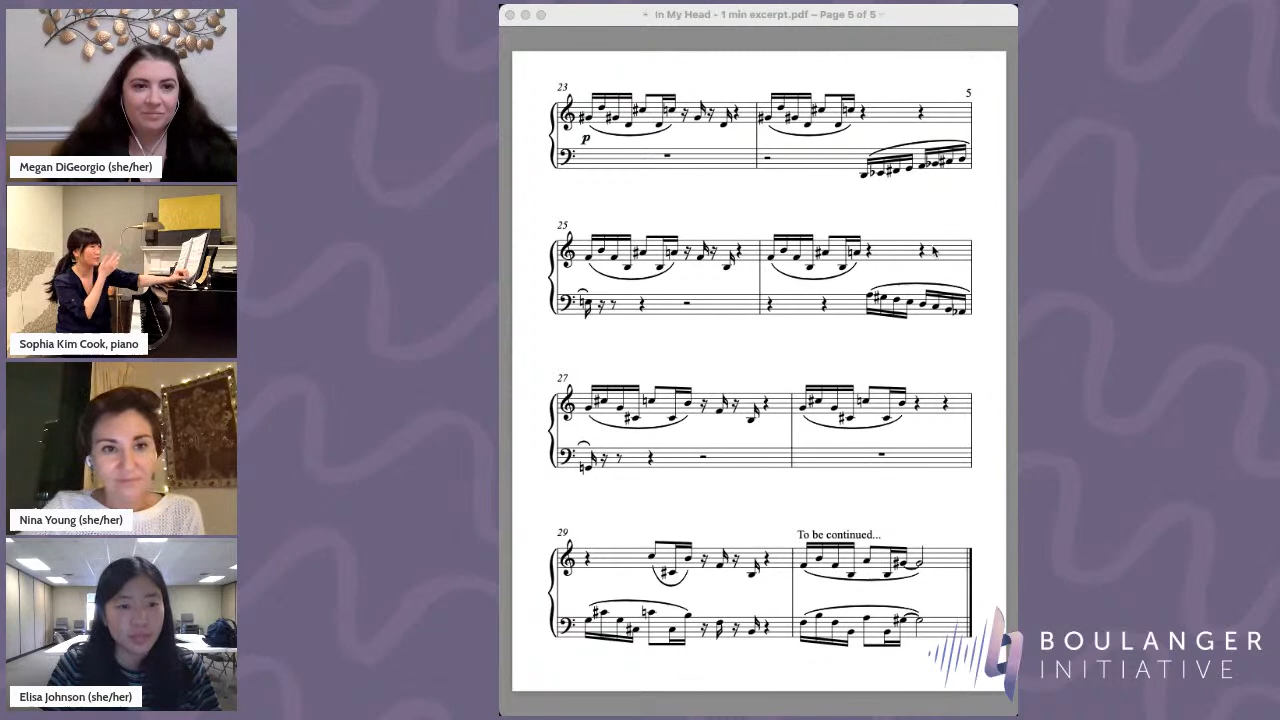 Megan DiGeorgio (she/her)
Sophia Kim Cook, piano
Nina Young (she/her)
Elisa Johnson (she/her)
In My Head - 1 min excerpt.pdf – Page 5 of 5
5
23
p
25
27
29
To be continued...
BOULANGER
INITIATIVE